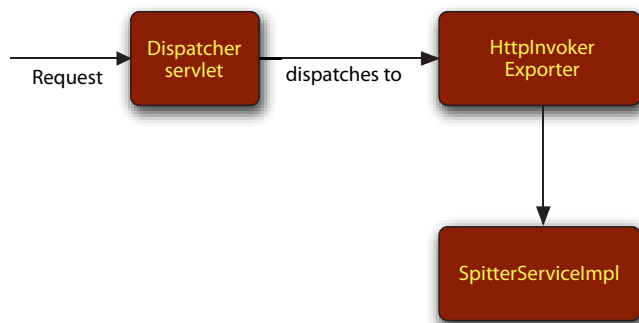 Request
Dispatcher
servlet
dispatches to
HttpInvoker
Exporter
SpitterServiceImpl